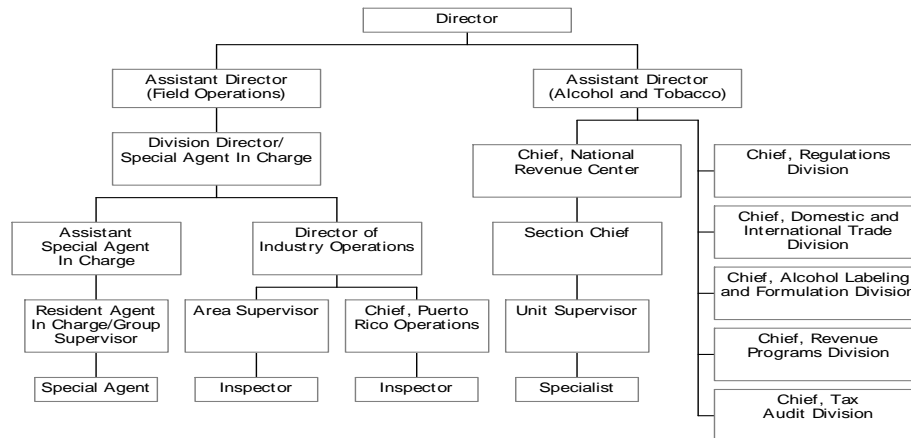 Director
Assistant Director
(Field Operations)
Assistant Director
(Alcohol and Tobacco)
Division Director/
Special Agent In Charge
Chief, National
Revenue Center
Chief, Regulations
Division
Assistant
Special Agent
In Charge
Director of
Industry Operations
Section Chief
Chief, Domestic and
International Trade
Division
Resident Agent
In Charge/Group
Supervisor
Area Supervisor
Chief, Puerto
Rico Operations
Unit Supervisor
Chief, Alcohol Labeling
and Formulation Division
Chief, Revenue
Programs Division
Special Agent
Inspector
Inspector
Specialist
Chief, Tax
Audit Division